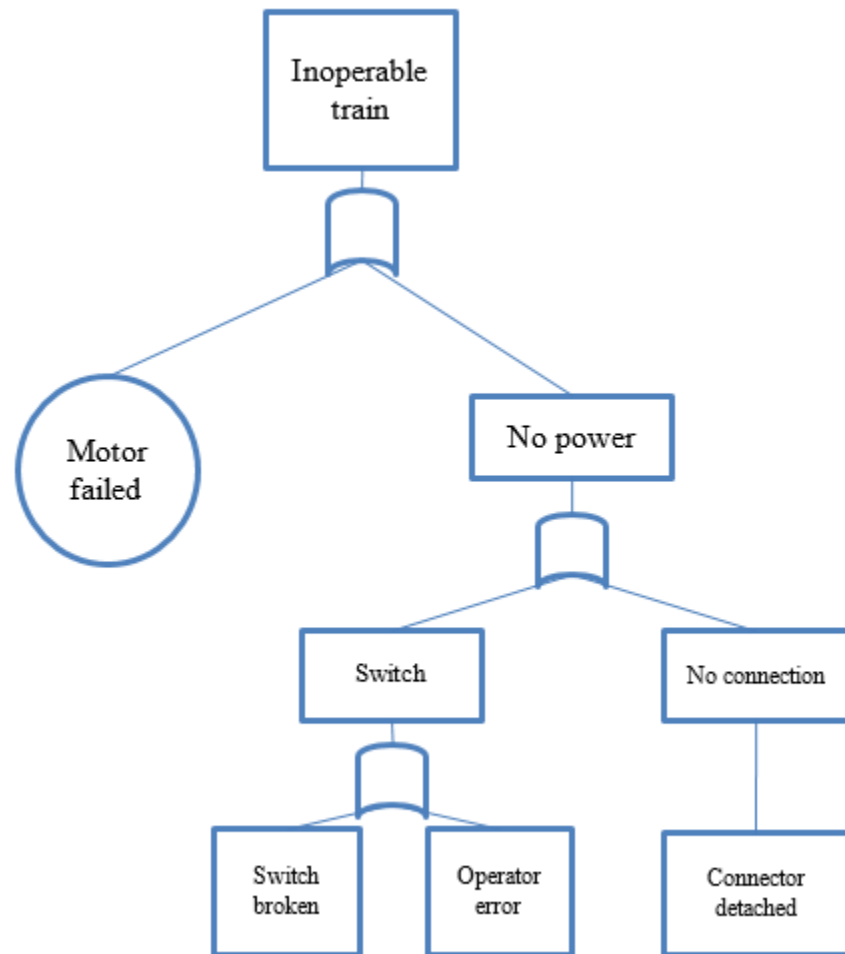 Inoperable
train
Motor
failed
No power
Switch
No connection
Switch
broken
Operator
error
Connector
detached